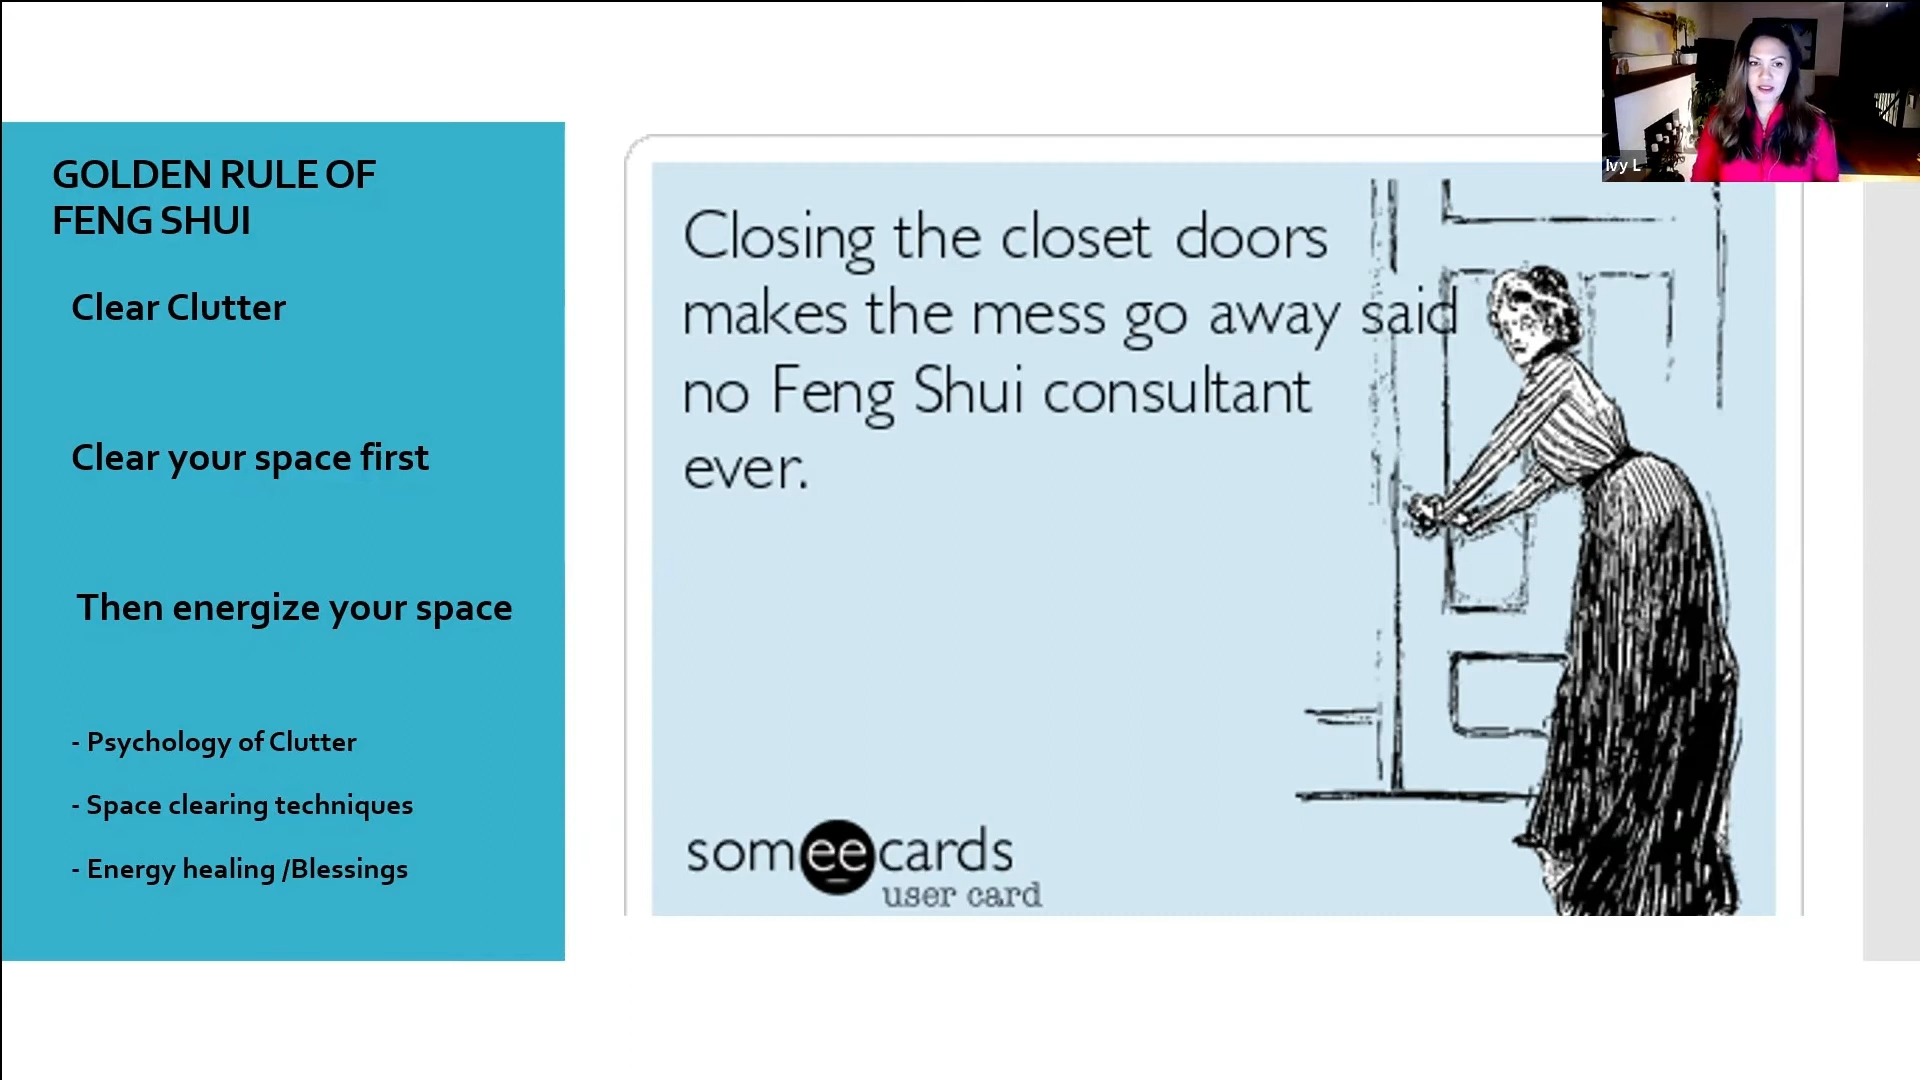 GOLDEN RULE OF
FENG SHUI
Clear Clutter
Clear your space first
Then energize your space
- Psychology of Clutter
- Space clearing techniques
- Energy healing /Blessings
Closing the closet doors
makes the mess go away said
no Feng Shui consultant
ever.
someecards
user card
Ivy L